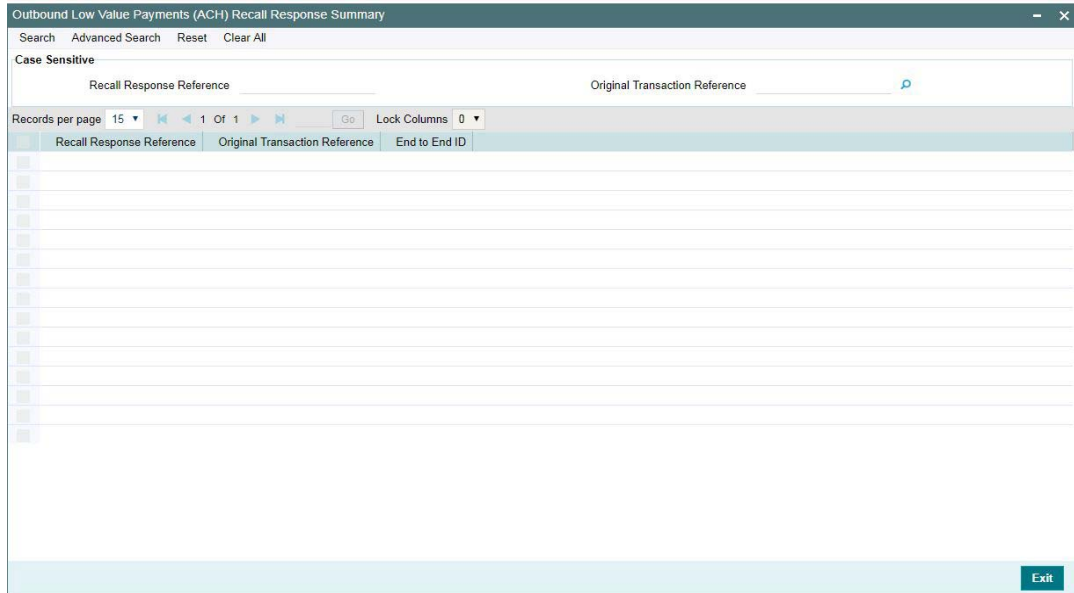 Outbound Low Value Payments (ACH) Recall Response Summary
Search Advanced Search Reset Clear All
Case Sensitive
Recall Response Reference Original Transaction Reference
Records per page 15 1 Of 1 Go Lock Columns 0
Recall Response Reference Original Transaction Reference End to End ID
Exit